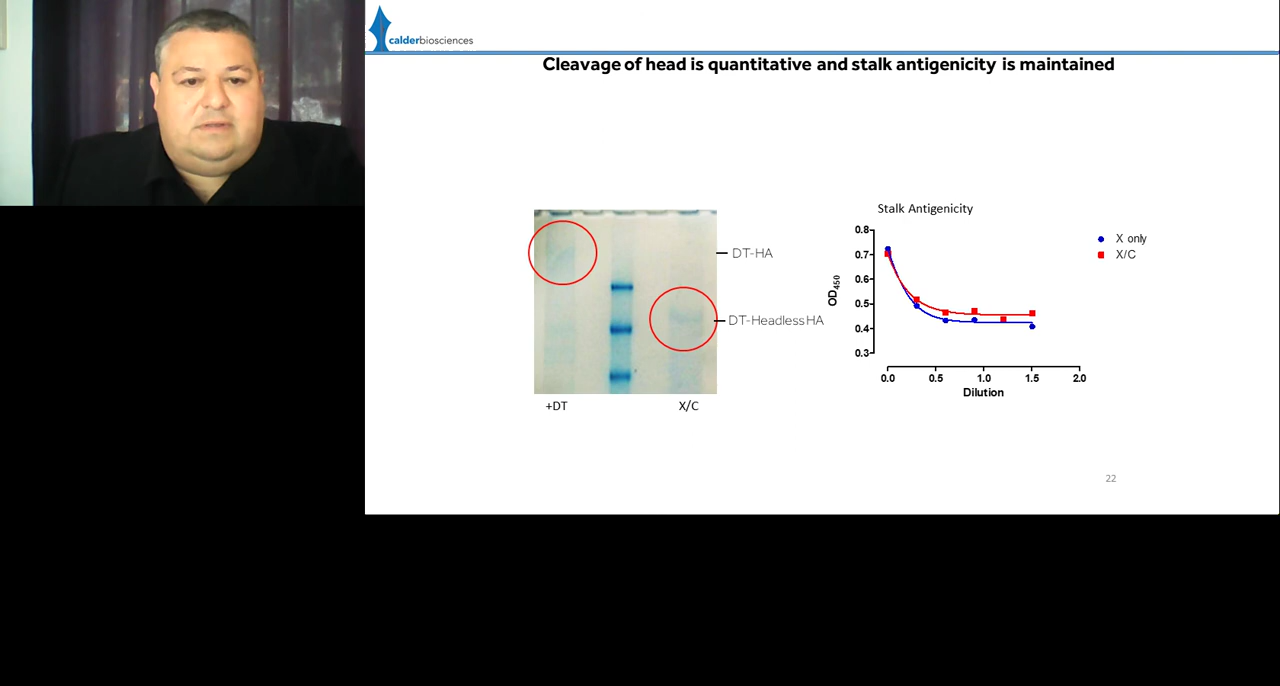 calderbiosciences
Cleavage of head is quantitative and stalk antigenicity is maintained
DT-HA
DT-Headless HA
+DT
X/C
Stalk Antigenicity
0.8
0.7
0.6
0.5
0.4
0.3
OD450
0.0 0.5 1.0 1.5 2.0
Dilution
X only
X/C
22